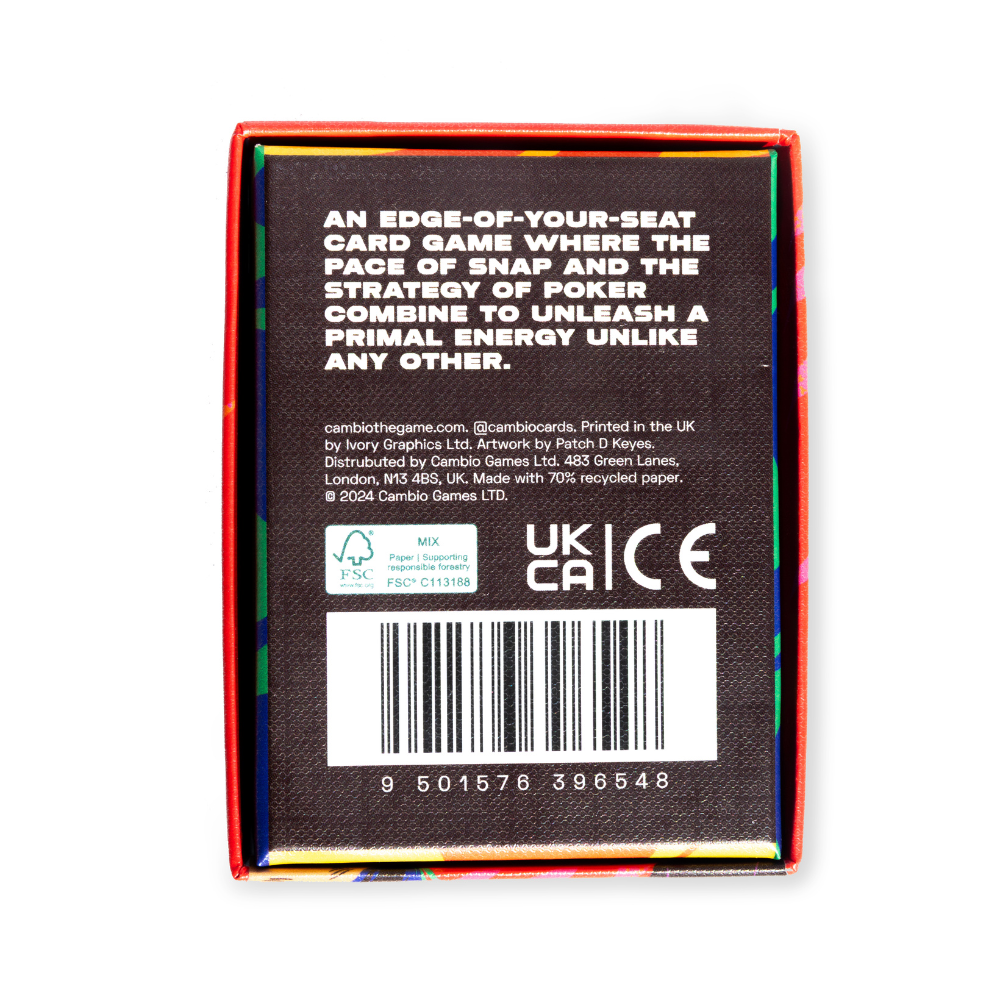 AN EDGE-OF-YOUR-SEAT
CARD GAME WHERE THE
PACE OF SNAP AND THE
STRATEGY OF POKER
COMBINE TO UNLEASH A
PRIMAL ENERGY UNLIKE
ANY OTHER.
cambiothegame.com. @cambiocards. Printed in the UK
by Ivory Graphics Ltd. Artwork by Patch D Keyes.
Distrubuted by Cambio Games Ltd. 483 Green Lanes,
London, N13 4BS, UK. Made with 70% recycled paper.
© 2024 Cambio Games LTD.
FSC
www.fsc.org
MIX
Paper | Supporting
responsible forestry
FSC® C113188
UK
CA
CE
9 501576 396548